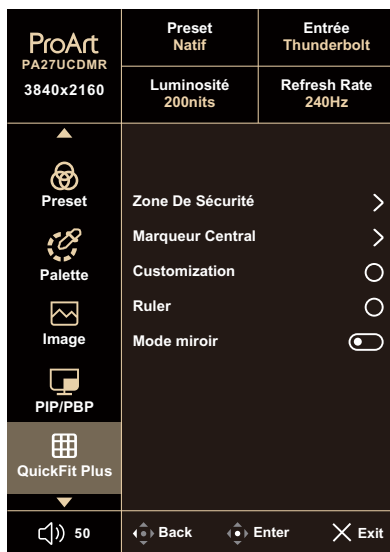 ProArt
PA27UCDMR
3840x2160
Preset
Natif
Entrée
Thunderbolt
Luminosité
200nits
Refresh Rate
240Hz
Preset
Palette
Image
PIP/PBP
QuickFit Plus
50
Zone De Sécurité
Marqueur Central
Customization
Ruler
Mode miroir
Back
Enter
Exit